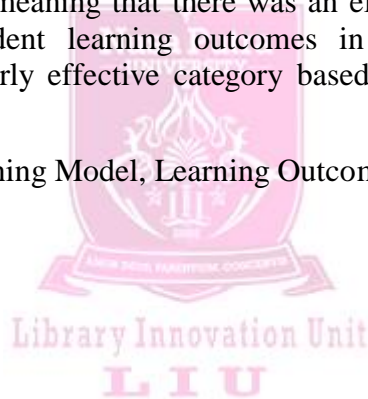 meaning that there was an ef
dent learning outcomes in
rly effective category based
ning Model, Learning Outcom
UNIVERSITY
Library Innovation Unit
LIU